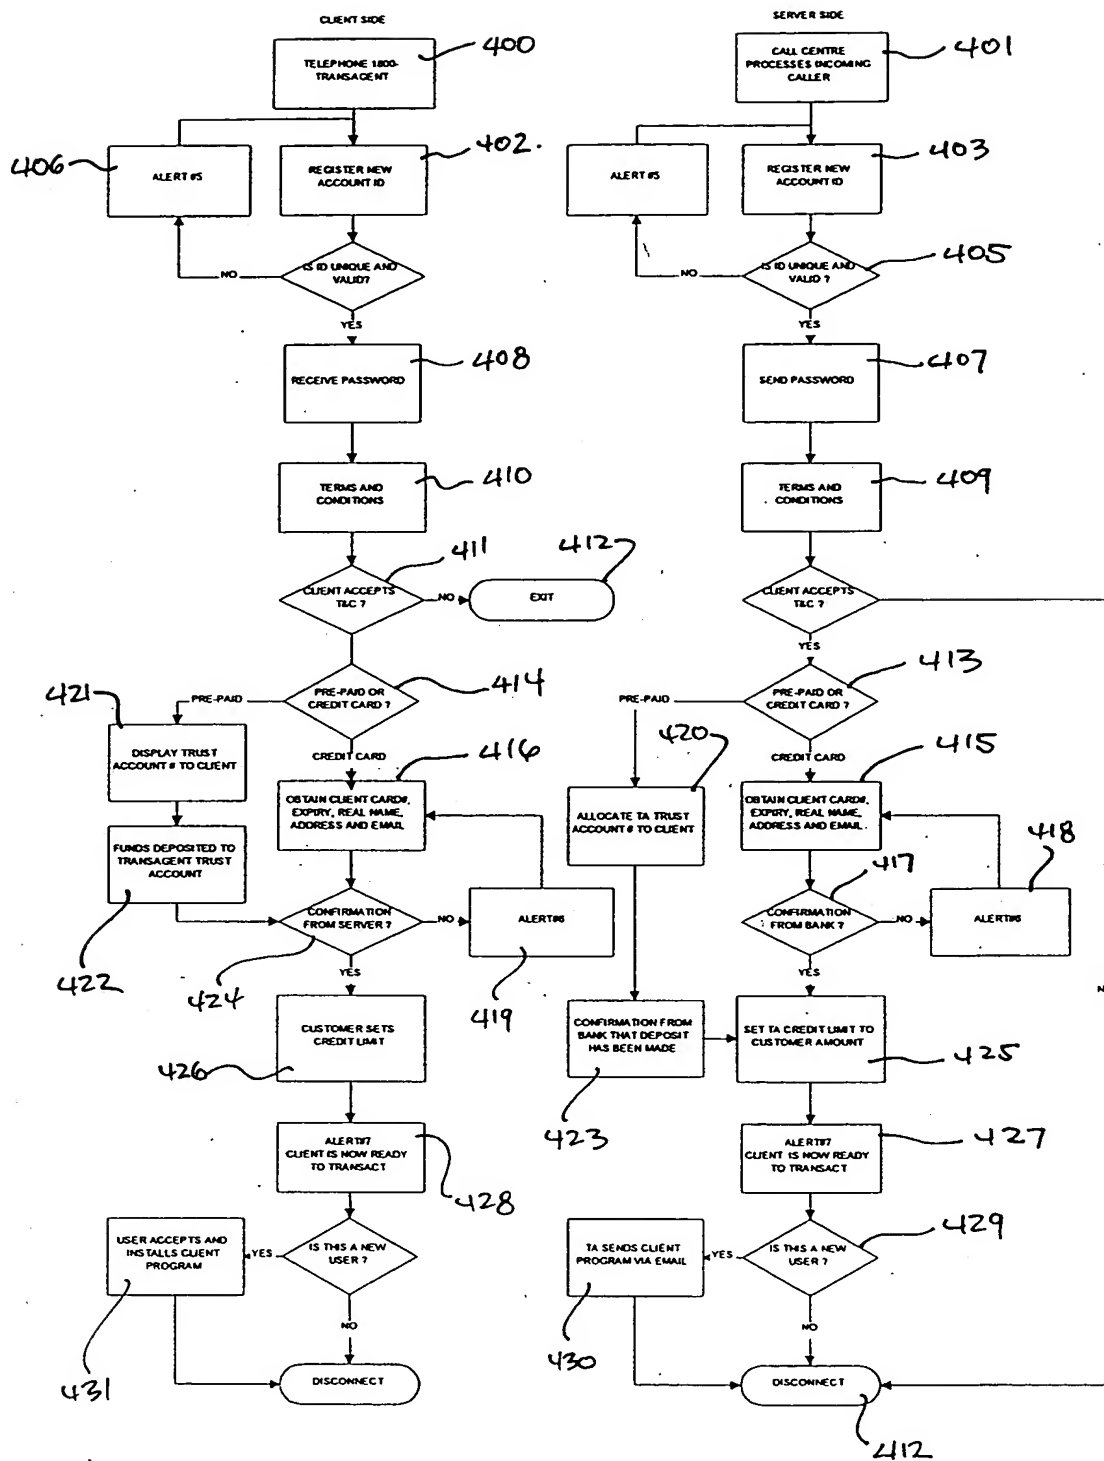 CLIENT SIDE
SERVER SIDE
TELEPHONE 1800-
TRANSAGENT
400
CALL CENTRE
PROCESSES INCOMING
CALLER
401
406
ALERT #5
REGISTER NEW
ACCOUNT ID
402.
ALERT #5
REGISTER NEW
ACCOUNT ID
403
NO
IS ID UNIQUE AND
VALID?
NO
IS ID UNIQUE AND
VALID ?
405
YES
YES
RECEIVE PASSWORD
408
SEND PASSWORD
407
TERMS AND
CONDITIONS
410
TERMS AND
CONDITIONS
409
CLIENT ACCEPTS
T&C ?
411
NO
EXIT
412
CLIENT ACCEPTS
T&C ?
YES
421
PRE-PAID
PRE-PAID OR
CREDIT CARD ?
414
PRE-PAID
PRE-PAID OR
CREDIT CARD ?
413
DISPLAY TRUST
ACCOUNT # TO CLIENT
CREDIT CARD
416
420
CREDIT CARD
415
OBTAIN CLIENT CARD#,
EXPIRY, REAL NAME,
ADDRESS AND EMAIL
ALLOCATE TA TRUST
ACCOUNT # TO CLIENT
OBTAIN CLIENT CARD#,
EXPIRY, REAL NAME,
ADDRESS AND EMAIL.
FUNDS DEPOSITED TO
TRANSAGENT TRUST
ACCOUNT
422
CONFIRMATION
FROM SERVER ?
424
NO
ALERT#6
419
417
CONFIRMATION
FROM BANK ?
NO
ALERT#6
418
YES
YES
CUSTOMER SETS
CREDIT LIMIT
426
CONFIRMATION FROM
BANK THAT DEPOSIT
HAS BEEN MADE
423
SET TA CREDIT LIMIT TO
CUSTOMER AMOUNT
425
ALERT#7
CLIENT IS NOW READY
TO TRANSACT
428
ALERT#7
CLIENT IS NOW READY
TO TRANSACT
427
USER ACCEPTS AND
INSTALLS CLIENT
PROGRAM
431
YES
IS THIS A NEW
USER ?
TA SENDS CLIENT
PROGRAM VIA EMAIL
430
YES
IS THIS A NEW
USER ?
429
NO
NO
DISCONNECT
DISCONNECT
412